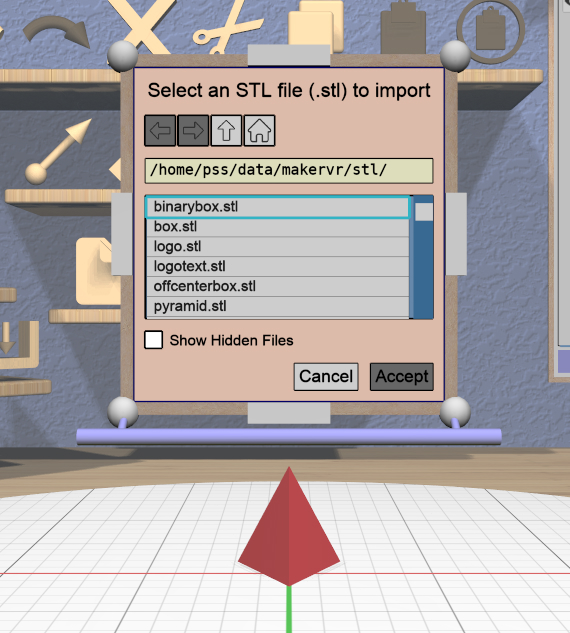 Select an STL file (.stl) to import
/home/pss/data/makervr/stl/
binarybox.stl
box.stl
logo.stl
logotext.stl
offcenterbox.stl
pyramid.stl
Show Hidden Files
Cancel Accept